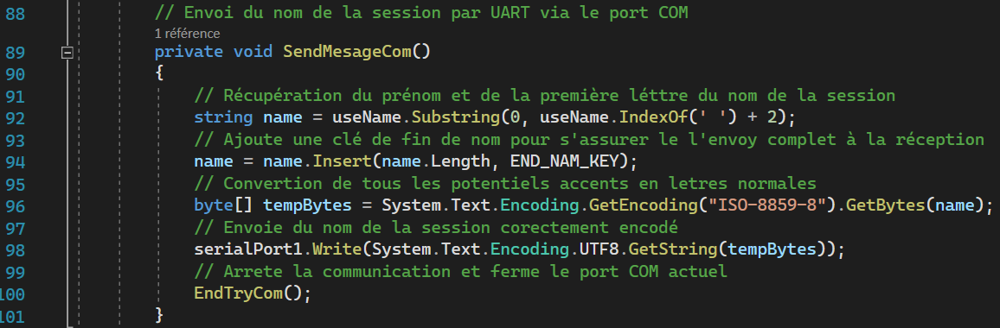 88 // Envoi du nom de la session par UART via le port COM
1 référence
89 private void SendMesageCom()
90 {
91 // Récupération du prénom et de la première léttre du nom de la session
92 string name = useName.Substring(0, useName.IndexOf(' ') + 2);
93 // Ajoute une clé de fin de nom pour s'assurer le l'envoy complet à la réception
94 name = name.Insert(name.Length, END_NAM_KEY);
95 // Convertion de tous les potentiels accents en letres normales
96 byte[] tempBytes = System.Text.Encoding.GetEncoding("ISO-8859-8").GetBytes(name);
97 // Envoie du nom de la session corectement encodé
98 serialPort1.Write(System.Text.Encoding.UTF8.GetString(tempBytes));
99 // Arrete la communication et ferme le port COM actuel
100 EndTryCom();
101 }